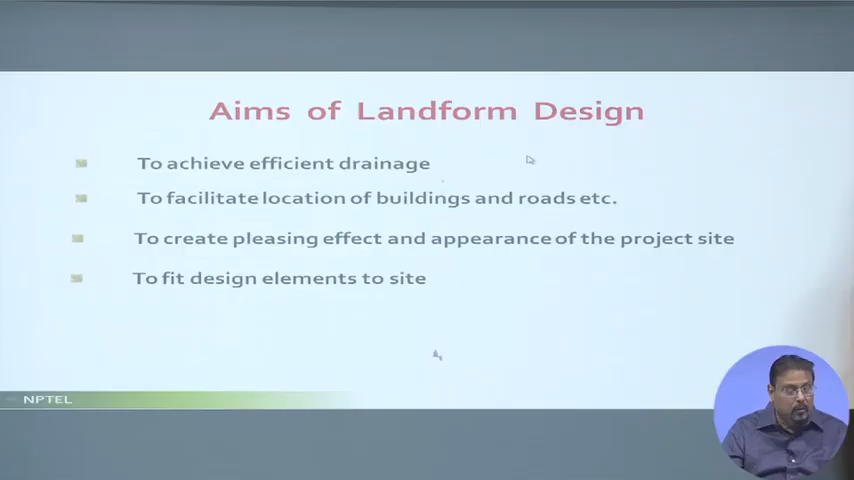 Aims of Landform Design
To achieve efficient drainage
To facilitate location of buildings and roads etc.
To create pleasing effect and appearance of the project site
To fit design elements to site
NPTEL